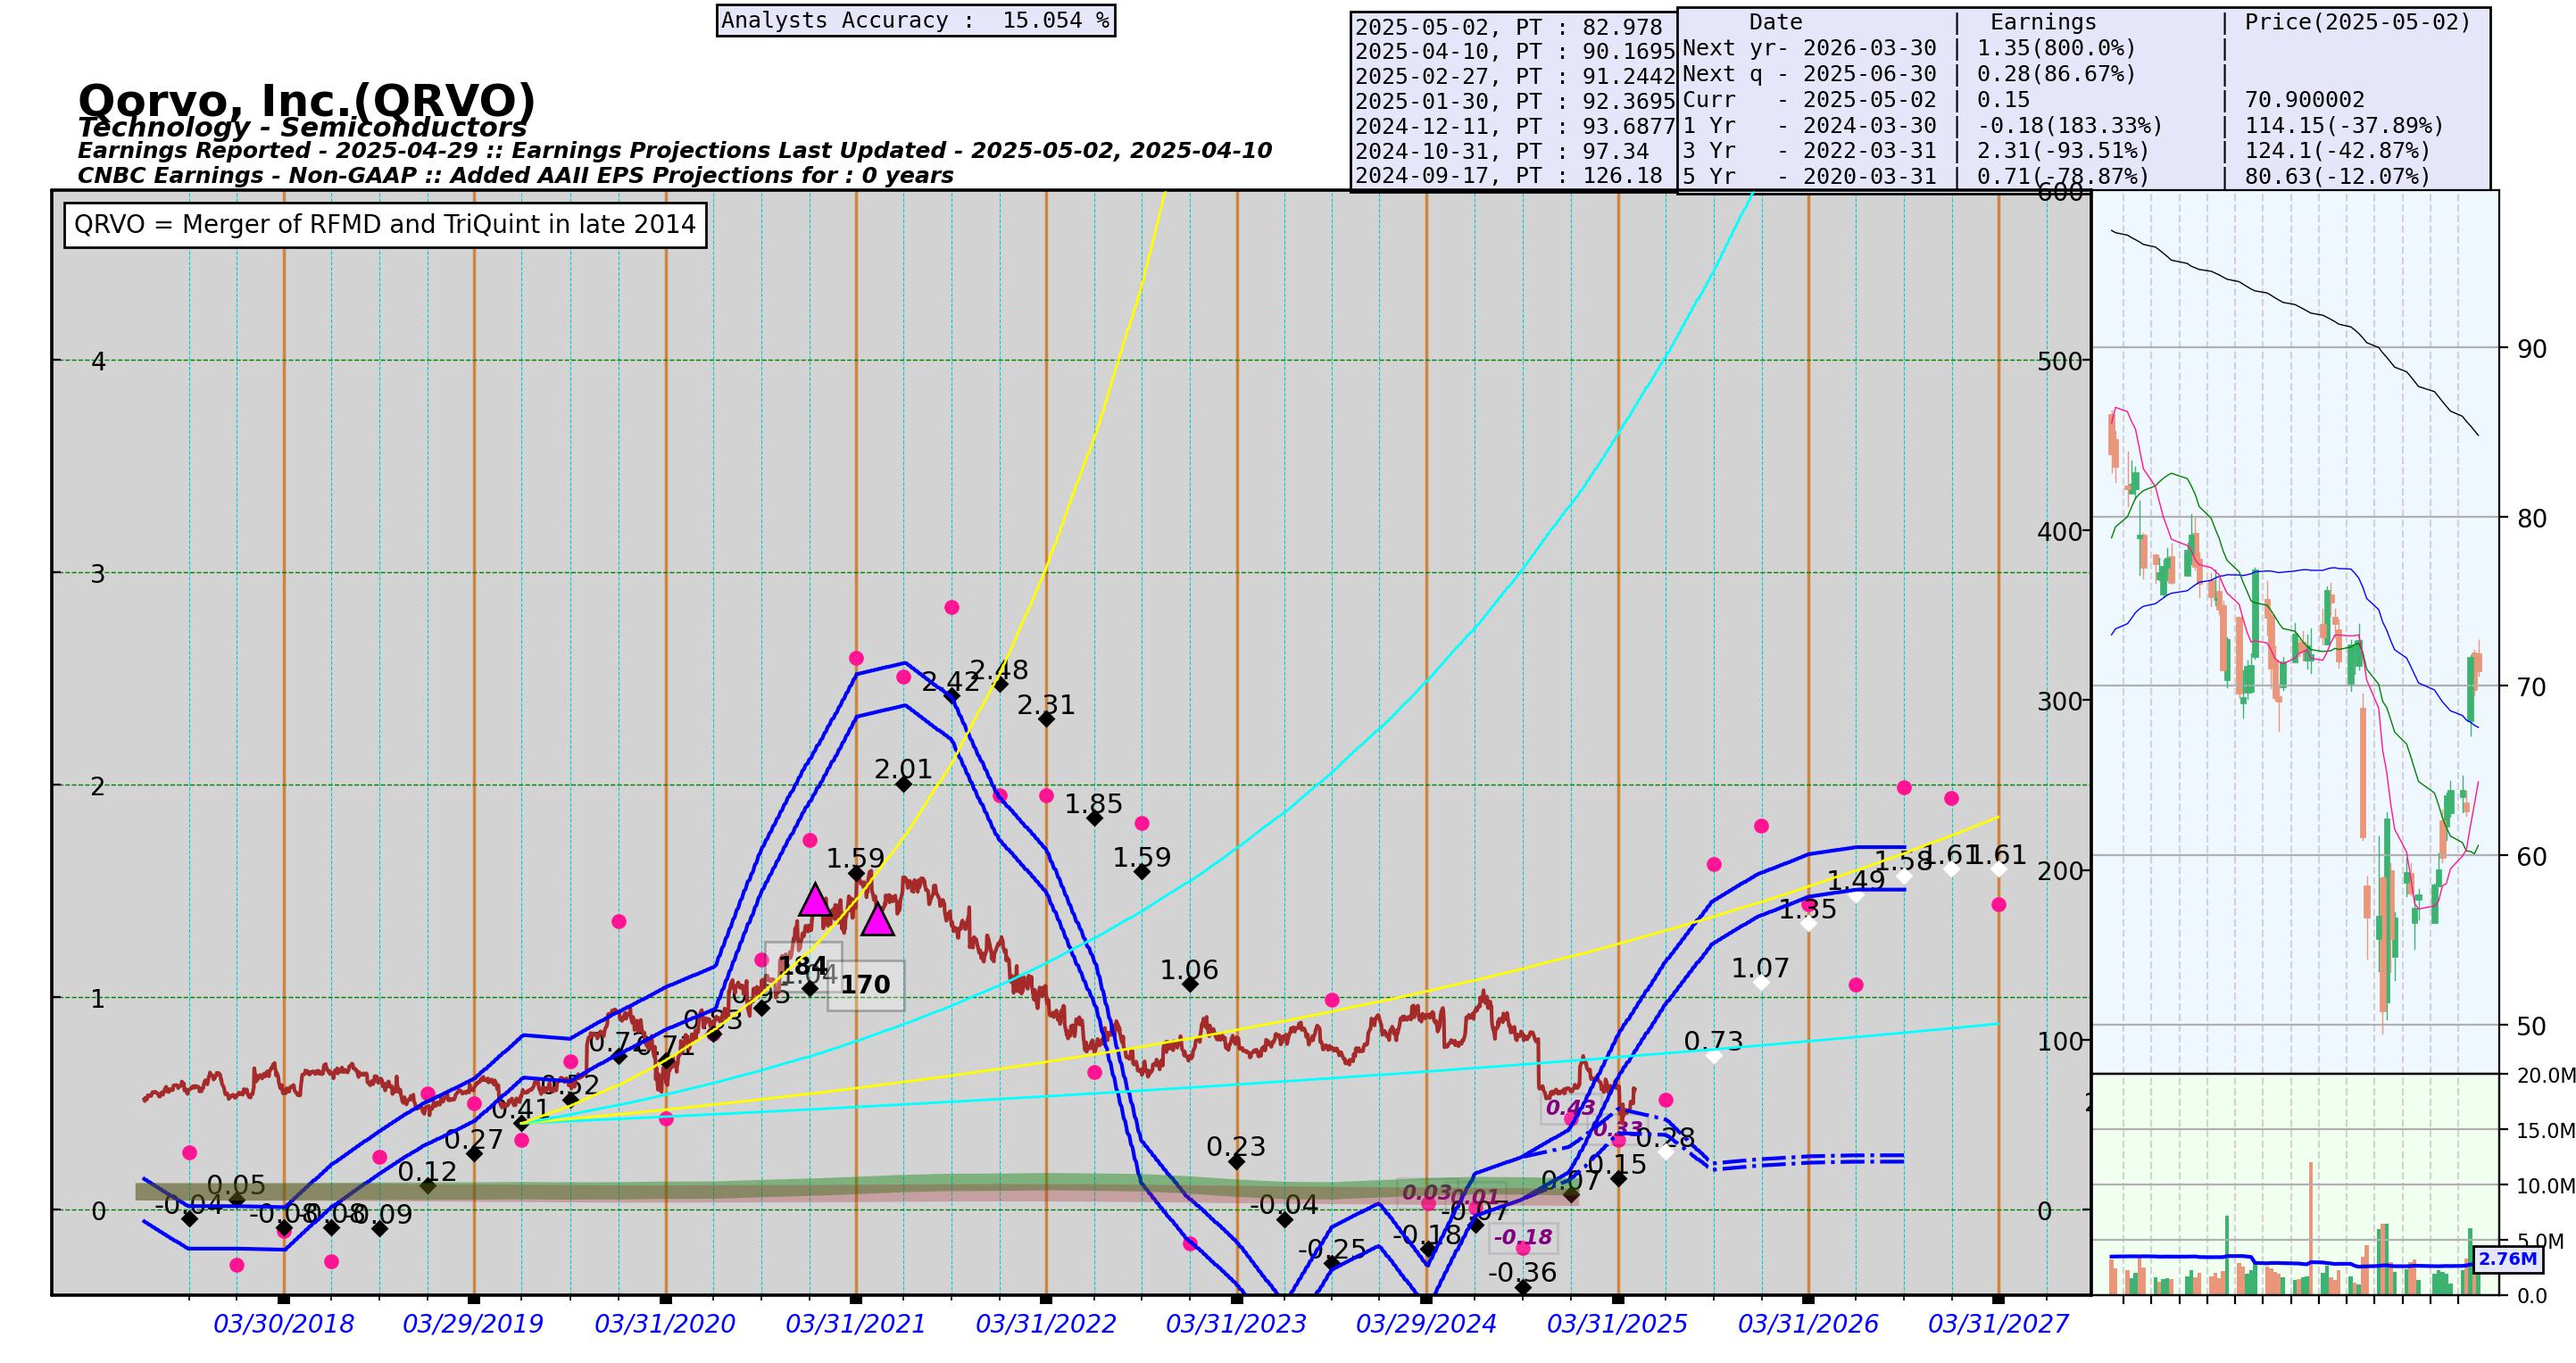 Analysts Accuracy :  15.054 %
2025-05-02, PT : 82.978
2025-04-10, PT : 90.1695
2025-02-27, PT : 91.2442
2025-01-30, PT : 92.3695
2024-12-11, PT : 93.6877
2024-10-31, PT : 97.34
2024-09-17, PT : 126.18
Date | Earnings | Price(2025-05-02)
Next yr- 2026-03-30 | 1.35(800.0%) |
Next q - 2025-06-30 | 0.28(86.67%) |
Curr - 2025-05-02 | 0.15 | 70.900002
1 Yr - 2024-03-30 | -0.18(183.33%) | 114.15(-37.89%)
3 Yr - 2022-03-31 | 2.31(-93.51%) | 124.1(-42.87%)
5 Yr - 2020-03-31 | 0.71(-78.87%) | 80.63(-12.07%)
Qorvo, Inc.(QRVO)
Technology - Semiconductors
Earnings Reported - 2025-04-29 :: Earnings Projections Last Updated - 2025-05-02, 2025-04-10
CNBC Earnings - Non-GAAP :: Added AAII EPS Projections for : 0 years
QRVO = Merger of RFMD and TriQuint in late 2014
4
3
2
1
0
-0.04
0.05
-0.08
-0.08
-0.09
0.12
0.27
0.41
0.52
0.72
0.71
0.83
0.95
1.04
184
170
1.59
2.01
2.42
2.48
2.31
1.85
1.59
1.06
0.23
-0.04
-0.25
-0.18
0.03
-0.07
0.01
-0.36
-0.18
0.07
0.43
0.15
0.33
0.28
0.73
1.07
1.35
1.49
1.58
1.61
1.61
600
500
400
300
200
100
0
90
80
70
60
50
20.0M
15.0M
10.0M
5.0M
2.76M
0.0
03/30/2018
03/29/2019
03/31/2020
03/31/2021
03/31/2022
03/31/2023
03/29/2024
03/31/2025
03/31/2026
03/31/2027